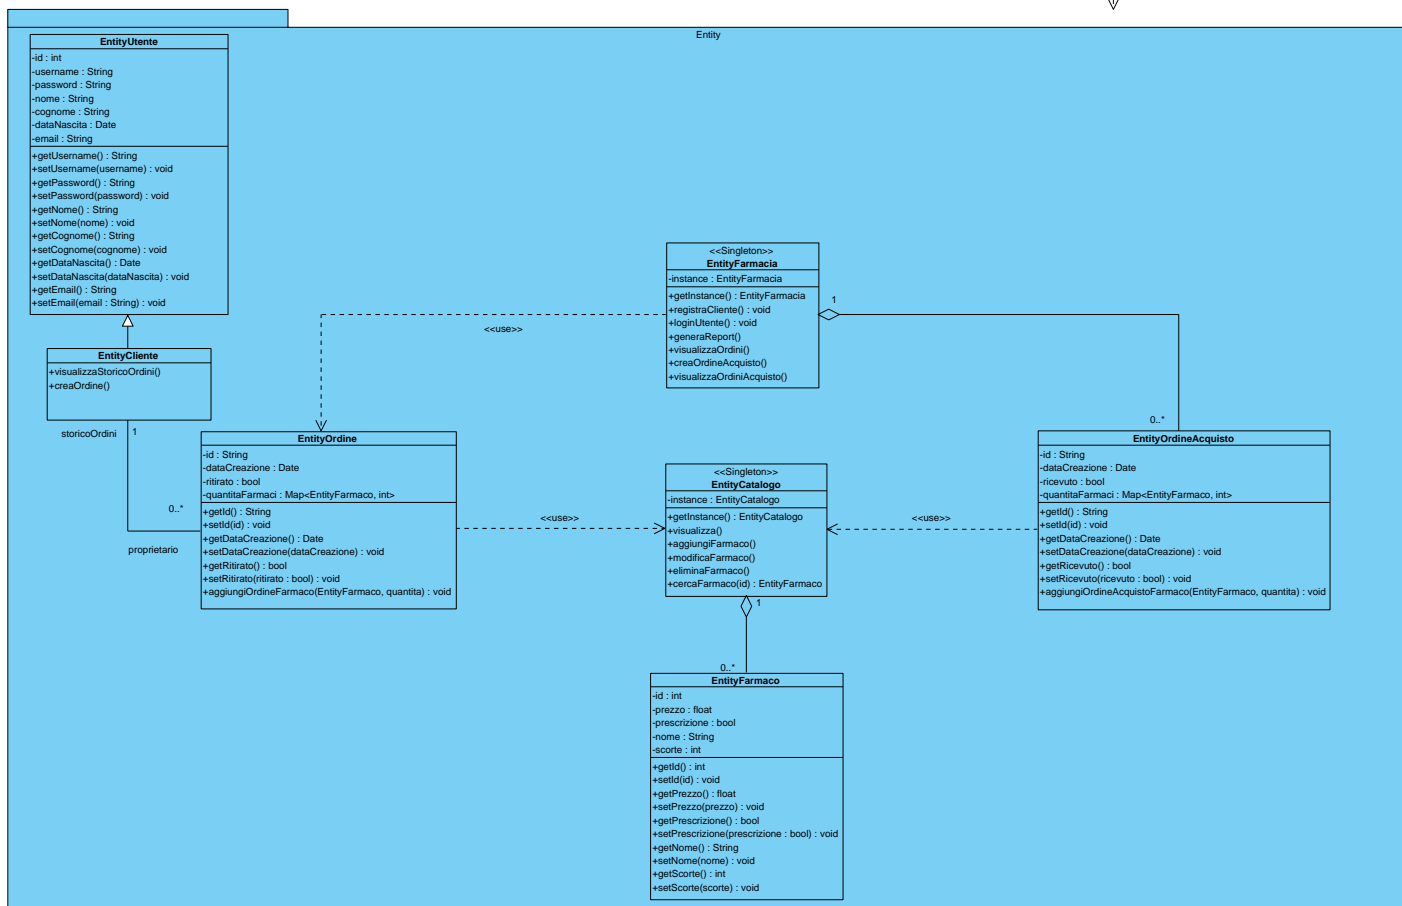 Entity
EntityUtente
-id : int
-username : String
-password : String
-nome : String
-cognome : String
-dataNascita : Date
-email : String
+getUsername() : String
+setUsername(username) : void
+getPassword() : String
+setPassword(password) : void
+getNome() : String
+setNome(nome) : void
+getCognome() : String
+setCognome(cognome) : void
+getDataNascita() : Date
+setDataNascita(dataNascita) : void
+getEmail() : String
+setEmail(email : String) : void
EntityCliente
+visualizzaStoricoOrdini()
+creaOrdine()
storicoOrdini
1
0..*
proprietario
<<use>>
<<Singleton>>
EntityFarmacia
-instance : EntityFarmacia
+getInstance() : EntityFarmacia
+registraCliente() : void
+loginUtente() : void
+generaReport()
+visualizzaOrdini()
+creaOrdineAcquisto()
+visualizzaOrdiniAcquisto()
1
0..*
EntityOrdine
-id : String
-dataCreazione : Date
-ritirato : bool
-quantitaFarmaci : Map<EntityFarmaco, int>
+getId() : String
+setId(id) : void
+getDataCreazione() : Date
+setDataCreazione(dataCreazione) : void
+getRitirato() : bool
+setRitirato(ritirato : bool) : void
+aggiungiOrdineFarmaco(EntityFarmaco, quantita) : void
<<use>>
<<Singleton>>
EntityCatalogo
-instance : EntityCatalogo
+getInstance() : EntityCatalogo
+visualizza()
+aggiungiFarmaco()
+modificaFarmaco()
+eliminaFarmaco()
+cercaFarmaco(id) : EntityFarmaco
<<use>>
EntityOrdineAcquisto
-id : String
-dataCreazione : Date
-ricevuto : bool
-quantitaFarmaci : Map<EntityFarmaco, int>
+getId() : String
+setId(id) : void
+getDataCreazione() : Date
+setDataCreazione(dataCreazione) : void
+getRicevuto() : bool
+setRicevuto(ricevuto : bool) : void
+aggiungiOrdineAcquistoFarmaco(EntityFarmaco, quantita) : void
1
0..*
EntityFarmaco
-id : int
-prezzo : float
-prescrizione : bool
-nome : String
-scorte : int
+getId() : int
+setId(id) : void
+getPrezzo() : float
+setPrezzo(prezzo) : void
+getPrescrizione() : bool
+setPrescrizione(prescrizione : bool) : void
+getNome() : String
+setNome(nome) : void
+getScorte() : int
+setScorte(scorte) : void